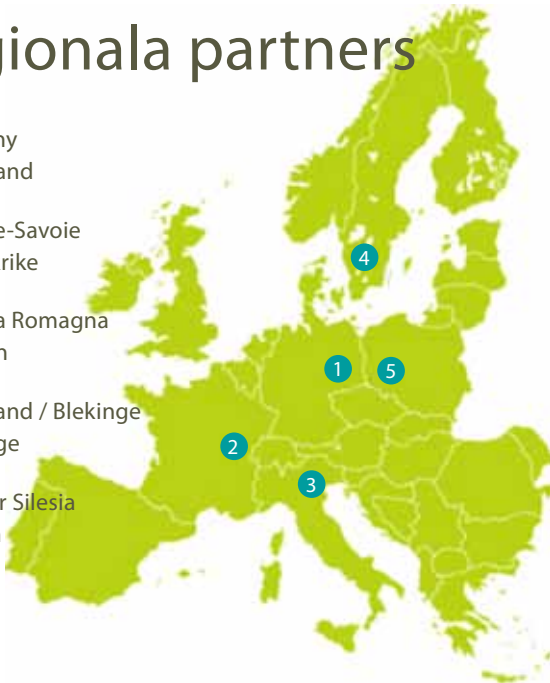 gionala partners
ny
and
e-Savoie
rike
a Romagna
n
and / Blekinge
ge
r Silesia
4
1
5
2
3